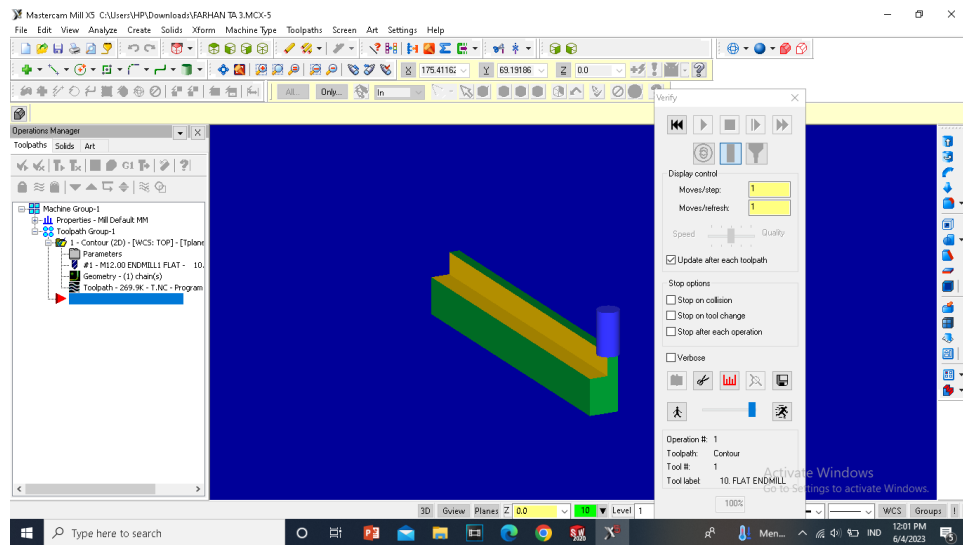 Mastercam Mill X5 C:\Users\HP\Downloads\FARHAN TA 3.MCX-5
File Edit View Analyze Create Solids Xform Machine Type Toolpaths Screen Art Settings Help
X 175.41162 Y 69.19186 Z 0.0
All... Only... In
Verify
Operations Manager
Toolpaths Solids Art
G1
Machine Group-1
Properties - Mill Default MM
Toolpath Group-1
1 - Contour (2D) - [WCS: TOP] - [Tplane
Parameters
#1 - M12.00 ENDMILL1 FLAT - 10.
Geometry - (1) chain(s)
Toolpath - 269.9K - T.NC - Program
Display control
Moves/step: 1
Moves/refresh: 1
Speed Quality
Update after each toolpath
Stop options
Stop on collision
Stop on tool change
Stop after each operation
Verbose
Operation #: 1
Toolpath: Contour
Tool #: 1
Tool label: 10. FLAT ENDMILL
100%
Activate Windows
Go to Settings to activate Windows.
3D Gview Planes Z 0.0 10 Level 1 WCS Groups !
Type here to search
SW 2020
Men...
IND
12:01 PM
6/4/2023
5